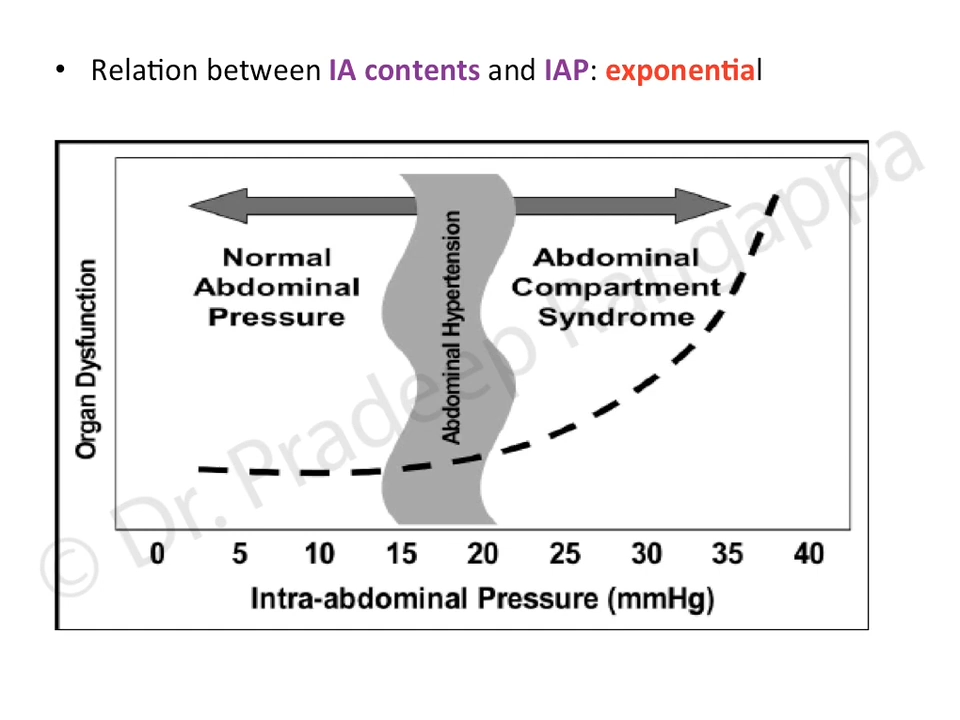 • Relation between IA contents and IAP: exponential
Normal
Abdominal
Pressure
Abdominal Hypertension
Abdominal
Compartment
Syndrome
Organ Dysfunction
0 5 10 15 20 25 30 35 40
Intra-abdominal Pressure (mmHg)
© Dr. Pradeep Rangappa